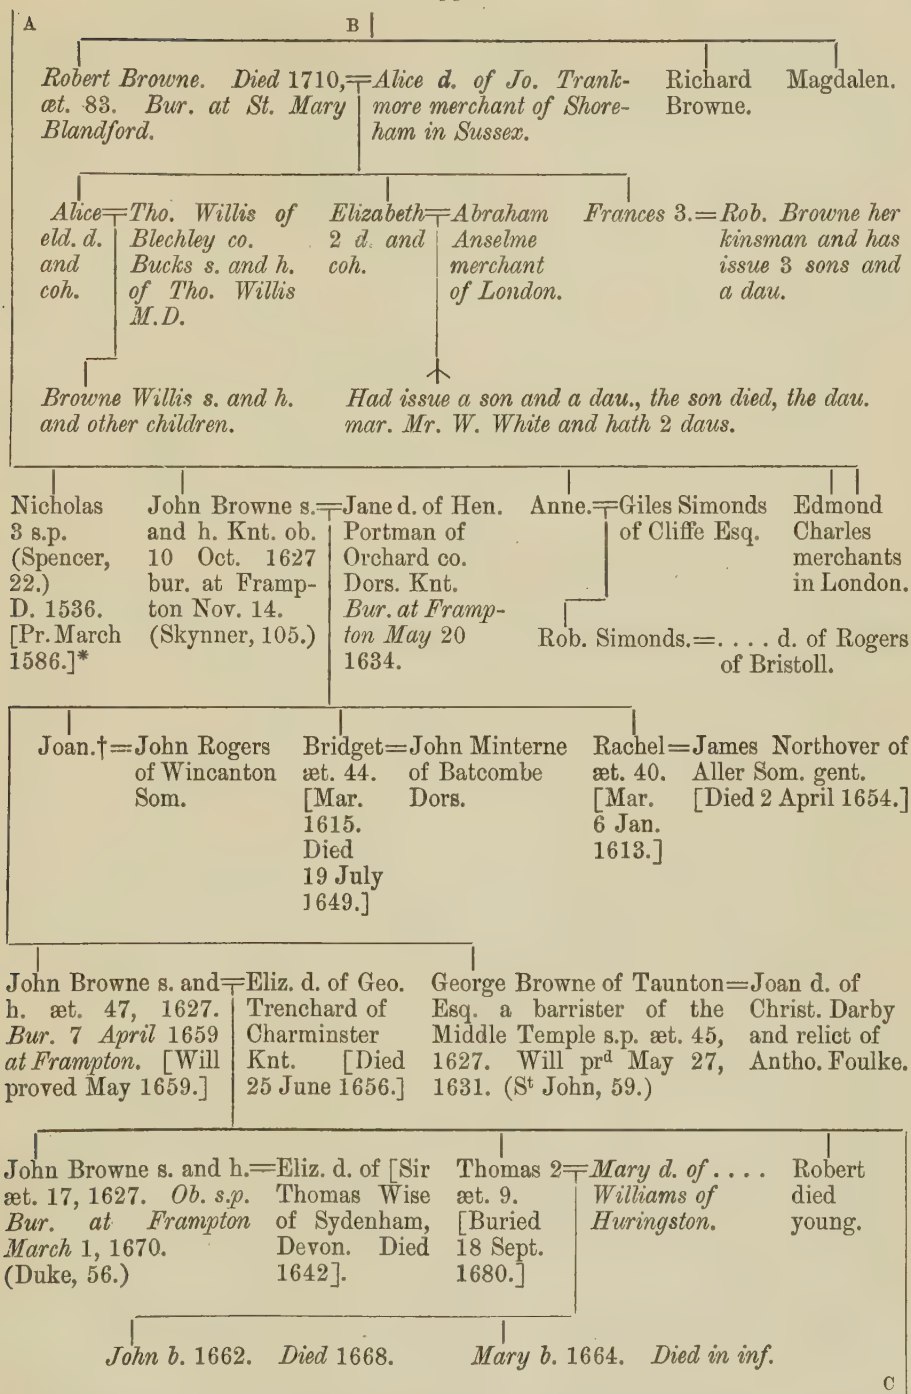 A
B
Robert Browne. Died 1710,
æt. 83. Bur. at St. Mary
Blandford.
Alice d. of Jo. Trank-
more merchant of Shore-
ham in Sussex.
Richard
Browne.
Magdalen.
Alice
eld. d.
and
coh.
Tho. Willis of
Blechley co.
Bucks s. and h.
of Tho. Willis
M.D.
Elizabeth
2 d. and
coh.
Abraham
Anselme
merchant
of London.
Frances 3.=Rob. Browne her
kinsman and has
issue 3 sons and
a dau.
Browne Willis s. and h.
and other children.
Had issue a son and a dau., the son died, the dau.
mar. Mr. W. White and hath 2 daus.
Nicholas
3 s.p.
(Spencer,
22.)
D. 1536.
[Pr. March
1586.]*
John Browne s.
and h. Knt. ob.
10 Oct. 1627
bur. at Framp-
ton Nov. 14.
(Skynner, 105.)
Jane d. of Hen.
Portman of
Orchard co.
Dors. Knt.
Bur. at Framp-
ton May 20
1634.
Anne.
Giles Simonds
of Cliffe Esq.
Edmond
Charles
merchants
in London.
Rob. Simonds.=. . . . d. of Rogers
of Bristoll.
Joan.†=John Rogers
of Wincanton
Som.
Bridget=John Minterne
æt. 44. of Batcombe
[Mar. Dors.
1615.
Died
19 July
1649.]
Rachel=James Northover of
æt. 40. Aller Som. gent.
[Mar. [Died 2 April 1654.]
6 Jan.
1613.]
John Browne s. and
h. æt. 47, 1627.
Bur. 7 April 1659
at Frampton. [Will
proved May 1659.]
Eliz. d. of Geo.
Trenchard of
Charminster
Knt. [Died
25 June 1656.]
George Browne of Taunton
Esq. a barrister of the
Middle Temple s.p. æt. 45,
1627. Will prd May 27,
1631. (St John, 59.)
=Joan d. of
Christ. Darby
and relict of
Antho. Foulke.
John Browne s. and h.
æt. 17, 1627. Ob. s.p.
Bur. at Frampton
March 1, 1670.
(Duke, 56.)
=Eliz. d. of [Sir
Thomas Wise
of Sydenham,
Devon. Died
1642].
Thomas 2
æt. 9.
[Buried
18 Sept.
1680.]
Mary d. of . . . .
Williams of
Huringston.
Robert
died
young.
John b. 1662. Died 1668.
Mary b. 1664. Died in inf.
C